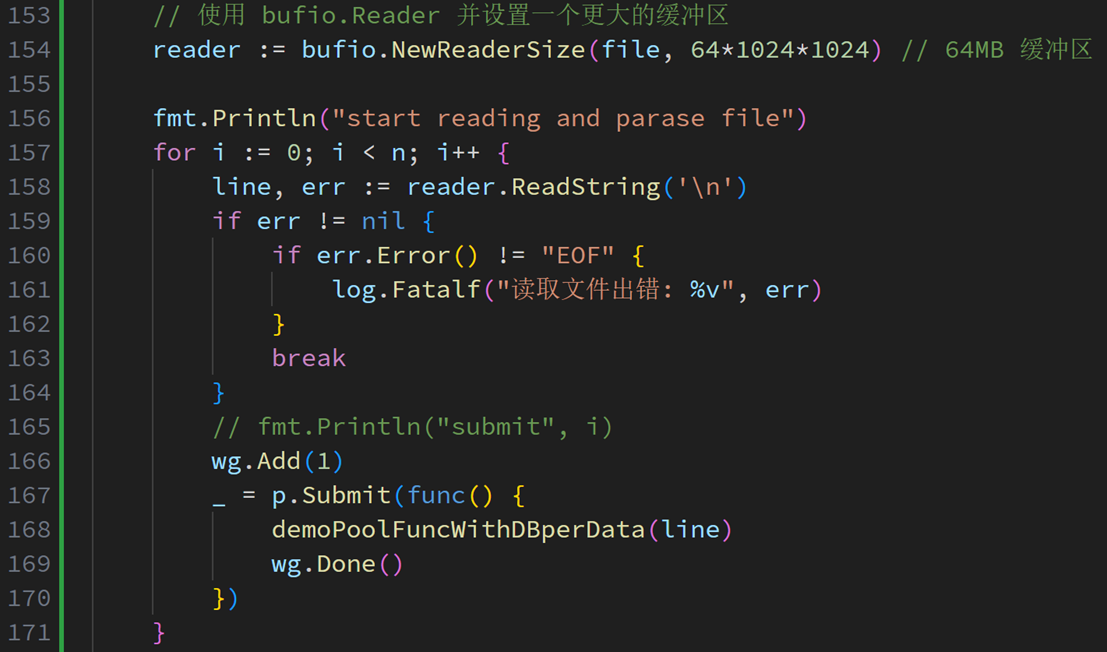 153 // 使用 bufio.Reader 并设置一个更大的缓冲区
154 reader := bufio.NewReaderSize(file, 64*1024*1024) // 64MB 缓冲区
155
156 fmt.Println("start reading and parase file")
157 for i := 0; i < n; i++ {
158 line, err := reader.ReadString('\n')
159 if err != nil {
160 if err.Error() != "EOF" {
161 log.Fatalf("读取文件出错: %v", err)
162 }
163 break
164 }
165 // fmt.Println("submit", i)
166 wg.Add(1)
167 _ = p.Submit(func() {
168 demoPoolFuncWithDBperData(line)
169 wg.Done()
170 })
171 }